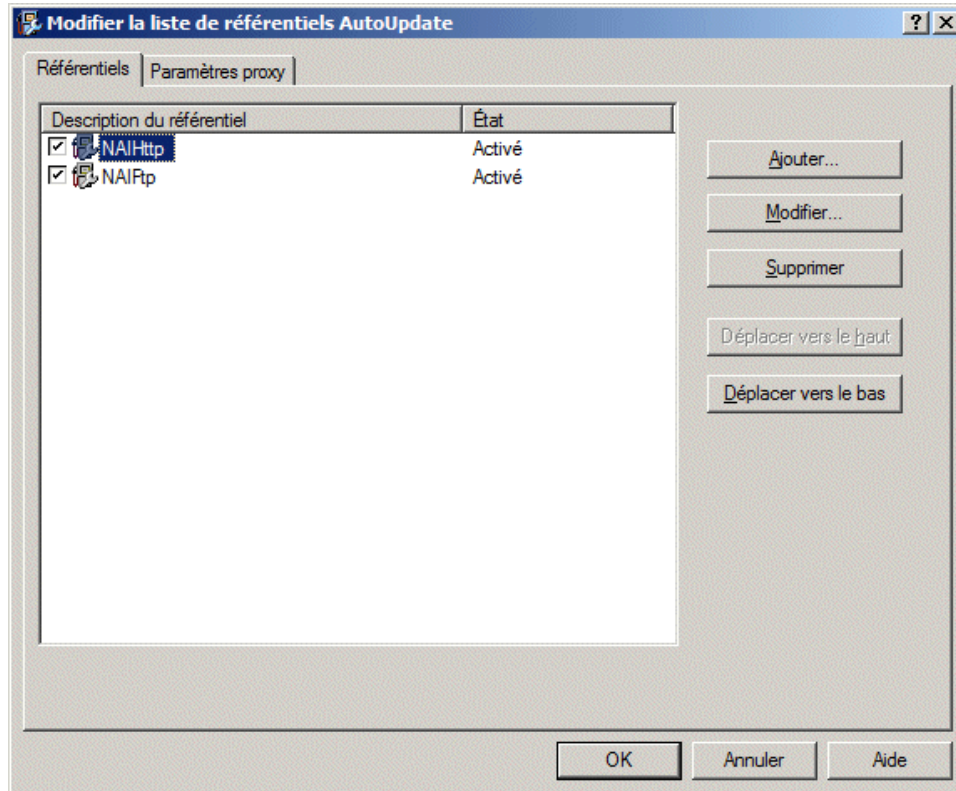 Modifier la liste de référentiels AutoUpdate
Référentiels Paramètres proxy
Description du référentiel État
NAIHttp Activé
NAIFtp Activé
Ajouter...
Modifier...
Supprimer
Déplacer vers le haut
Déplacer vers le bas
OK Annuler Aide